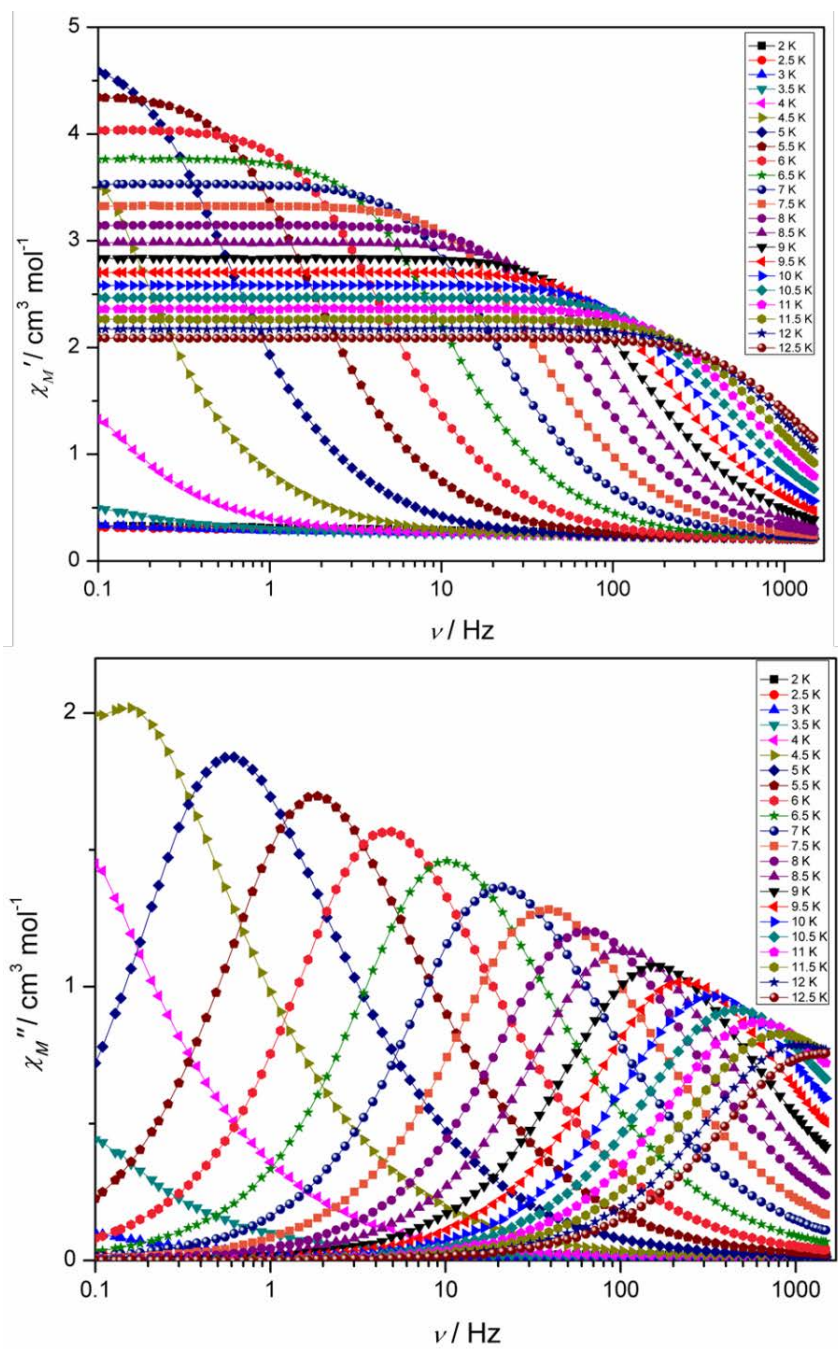 5
4
3
2
1
0
χM′/ cm³ mol⁻¹
0.1 1 10 100 1000
ν / Hz
2 K
2.5 K
3 K
3.5 K
4 K
4.5 K
5 K
5.5 K
6 K
6.5 K
7 K
7.5 K
8 K
8.5 K
9 K
9.5 K
10 K
10.5 K
11 K
11.5 K
12 K
12.5 K
2
1
0
χM″/ cm³ mol⁻¹
0.1 1 10 100 1000
ν / Hz
2 K
2.5 K
3 K
3.5 K
4 K
4.5 K
5 K
5.5 K
6 K
6.5 K
7 K
7.5 K
8 K
8.5 K
9 K
9.5 K
10 K
10.5 K
11 K
11.5 K
12 K
12.5 K